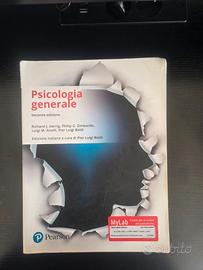 Psicologia
generale
Seconda edizione
Richard J. Gerrig, Philip G. Zimbardo,
Luigi M. Anolli, Pier Luigi Baldi
Edizione italiana a cura di Pier Luigi Baldi
MyLab
Pearson
subito